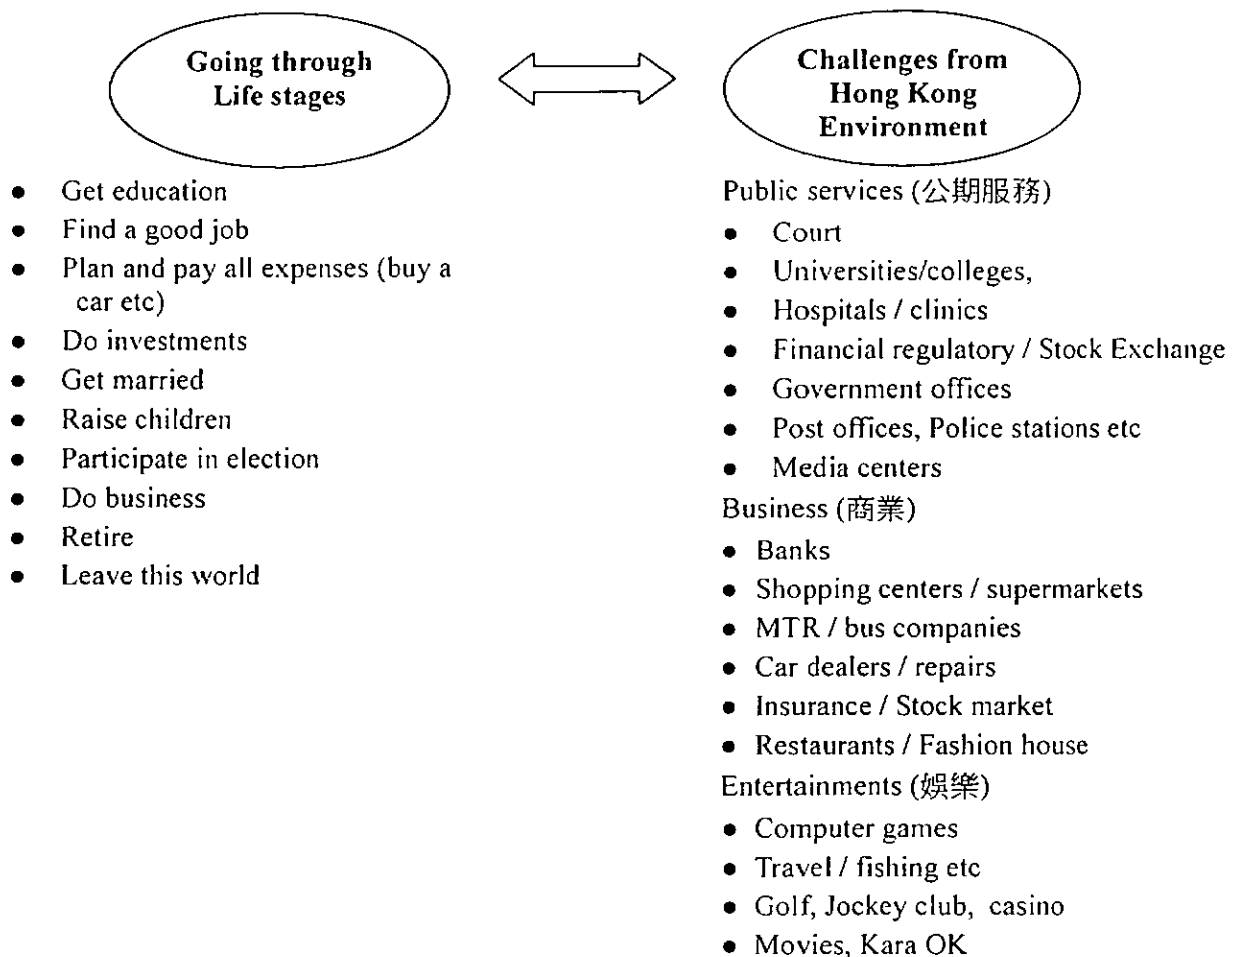 Going through
Life stages
Challenges from
Hong Kong
Environment
● Get education
● Find a good job
● Plan and pay all expenses (buy a
car etc)
● Do investments
● Get married
● Raise children
● Participate in election
● Do business
● Retire
● Leave this world
Public services (公期服務)
● Court
● Universities/colleges,
● Hospitals / clinics
● Financial regulatory / Stock Exchange
● Government offices
● Post offices, Police stations etc
● Media centers
Business (商業)
● Banks
● Shopping centers / supermarkets
● MTR / bus companies
● Car dealers / repairs
● Insurance / Stock market
● Restaurants / Fashion house
Entertainments (娛樂)
● Computer games
● Travel / fishing etc
● Golf, Jockey club, casino
● Movies, Kara OK